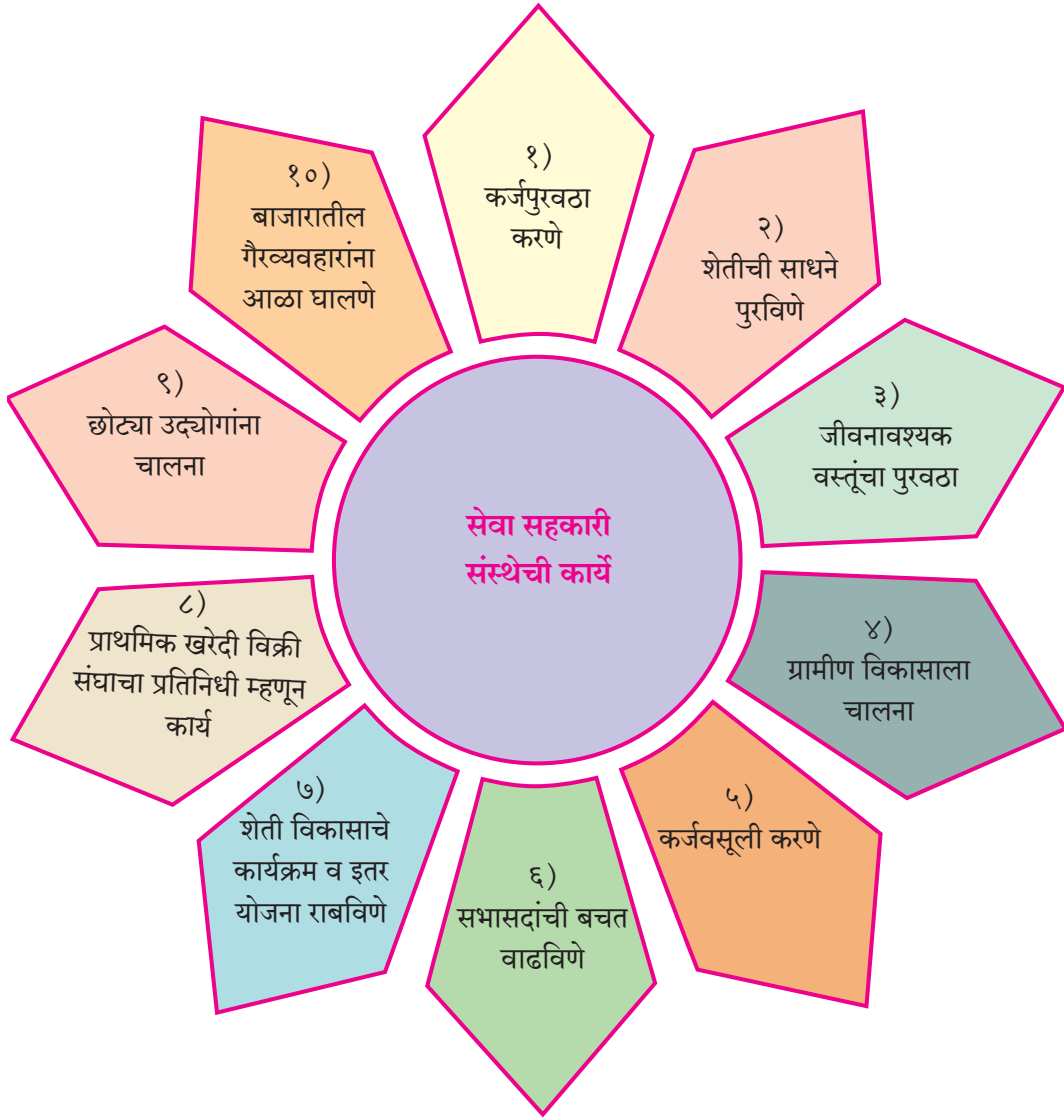 सेवा सहकारी
संस्थेची कार्ये
१)
कर्जपुरवठा
करणे
२)
शेतीची साधने
पुरविणे
३)
जीवनावश्यक
वस्तूंचा पुरवठा
४)
ग्रामीण विकासाला
चालना
५)
कर्जवसूली करणे
६)
सभासदांची बचत
वाढविणे
७)
शेती विकासाचे
कार्यक्रम व इतर
योजना राबविणे
८)
प्राथमिक खरेदी विक्री
संघाचा प्रतिनिधी म्हणून
कार्य
९)
छोट्या उद्योगांना
चालना
१०)
बाजारातील
गैरव्यवहारांना
आळा घालणे